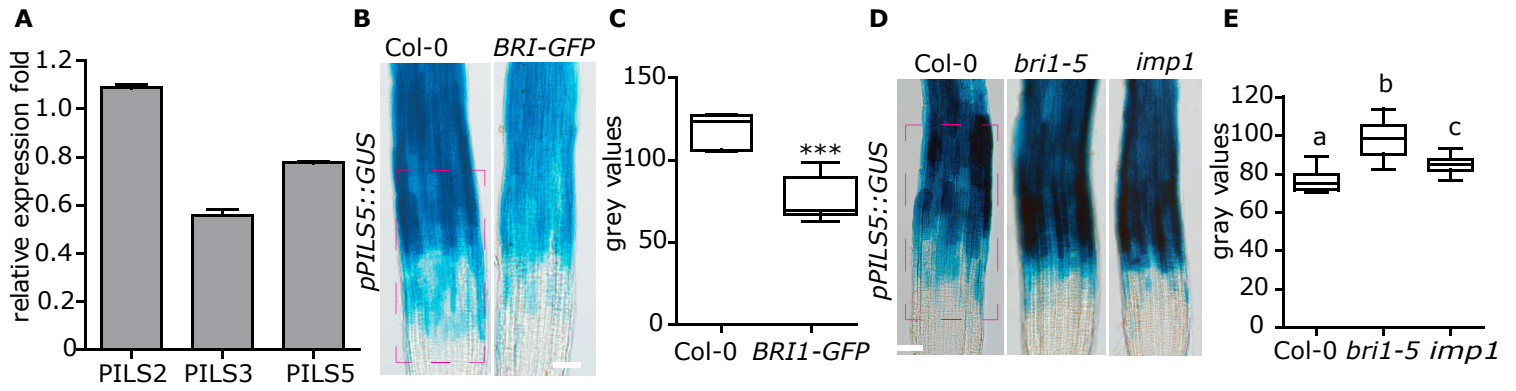 A
relative expression fold
1.2
1.0
0.8
0.6
0.4
0.2
0
PILS2 PILS3 PILS5
B
Col-0 BRI-GFP
pPILS5::GUS
C
grey values
150
100
50
0
***
Col-0 BRI1-GFP
D
Col-0 bri1-5 imp1
pPILS5::GUS
E
gray values
120
100
80
60
40
20
0
a
b
c
Col-0 bri1-5 imp1